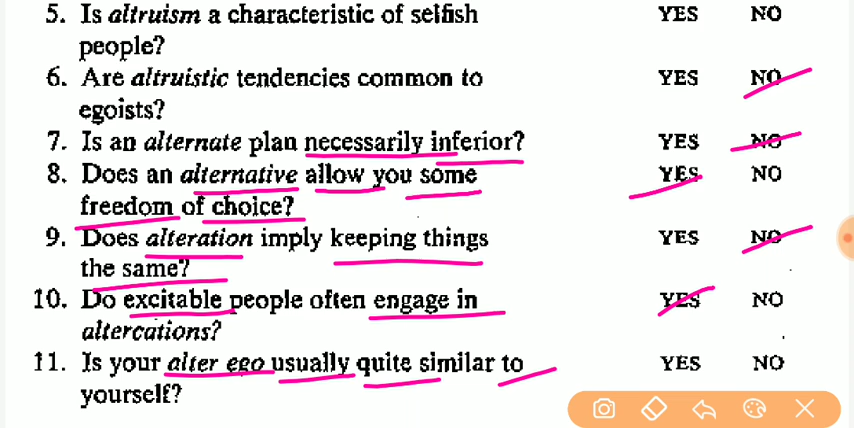 5. Is altruism a characteristic of selfish YES NO
people?
6. Are altruistic tendencies common to YES NO
egoists?
7. Is an alternate plan necessarily inferior? YES NO
8. Does an alternative allow you some YES NO
freedom of choice?
9. Does alteration imply keeping things YES NO
the same?
10. Do excitable people often engage in YES NO
altercations?
11. Is your alter ego usually quite similar to YES NO
yourself?